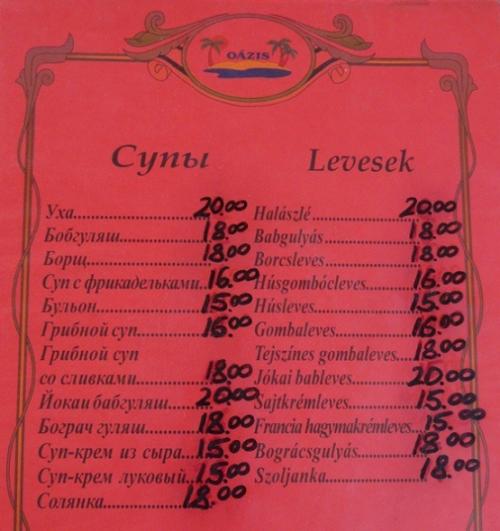 OÁZIS
Супы
Уха 20.00
Бобгуляш 18.00
Борщ 18.00
Суп с фрикадельками 16.00
Бульон 15.00
Грибной суп 16.00
Грибной суп
со сливками 18.00
Йокаи бабгуляш 20.00
Бограч гуляш 18.00
Суп-крем из сыра 15.00
Суп-крем луковый 15.00
Солянка 18.00
Levesek
Halászlé 20.00
Babgulyás 18.00
Borcsleves 18.00
Húsgombócleves 16.00
Húsleves 15.00
Gombaleves 16.00
Tejszínes gombaleves 18.00
Jókai bableves 20.00
Sajtkrémleves 15.00
Francia hagymakrémleves 15.00
Bográcsgulyás 18.00
Szoljanka 18.00